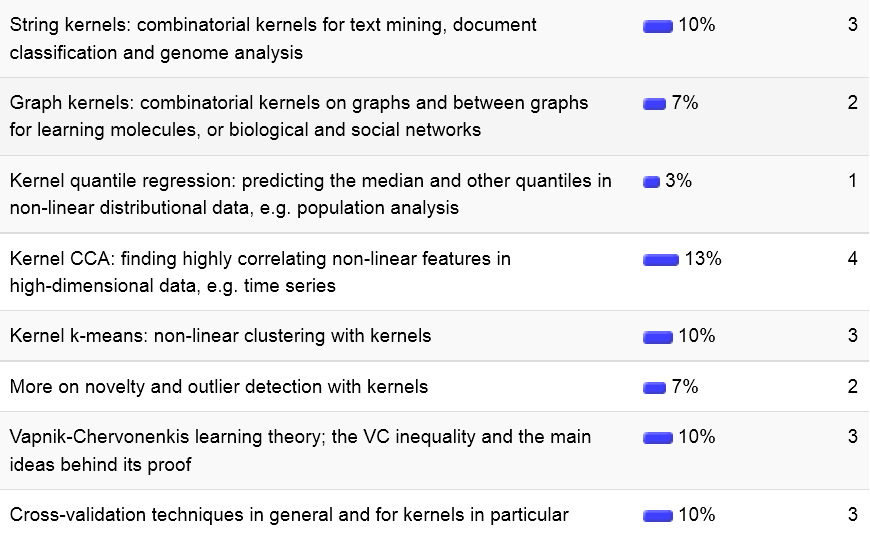 String kernels: combinatorial kernels for text mining, document 10% 3
classification and genome analysis
Graph kernels: combinatorial kernels on graphs and between graphs 7% 2
for learning molecules, or biological and social networks
Kernel quantile regression: predicting the median and other quantiles in 3% 1
non-linear distributional data, e.g. population analysis
Kernel CCA: finding highly correlating non-linear features in 13% 4
high-dimensional data, e.g. time series
Kernel k-means: non-linear clustering with kernels 10% 3
More on novelty and outlier detection with kernels 7% 2
Vapnik-Chervonenkis learning theory; the VC inequality and the main 10% 3
ideas behind its proof
Cross-validation techniques in general and for kernels in particular 10% 3